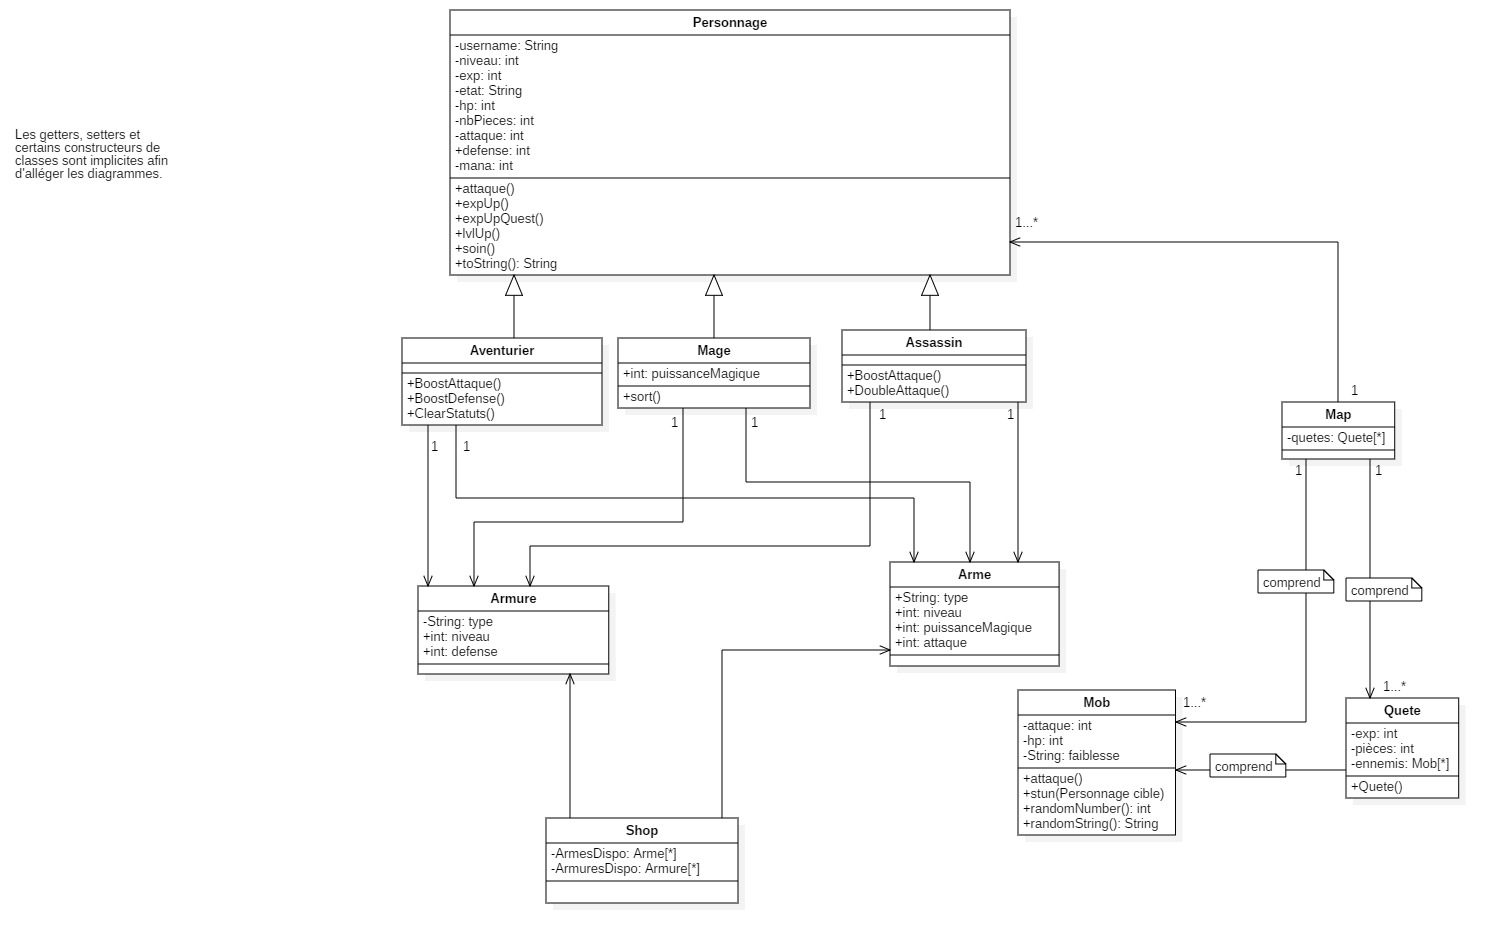 Personnage
-username: String
-niveau: int
-exp: int
-etat: String
-hp: int
-nbPieces: int
-attaque: int
+defense: int
-mana: int
+attaque()
+expUp()
+expUpQuest()
+lvlUp()
+soin()
+toString(): String
Les getters, setters et
certains constructeurs de
classes sont implicites afin
d'alléger les diagrammes.
1...*
Aventurier
+BoostAttaque()
+BoostDefense()
+ClearStatuts()
Mage
+int: puissanceMagique
+sort()
Assassin
+BoostAttaque()
+DoubleAttaque()
1
Map
-quetes: Quete[*]
1
1
1
1
1
1
1
1
comprend
comprend
Armure
-String: type
+int: niveau
+int: defense
Arme
+String: type
+int: niveau
+int: puissanceMagique
+int: attaque
1...*
1...*
Mob
-attaque: int
-hp: int
-String: faiblesse
+attaque()
+stun(Personnage cible)
+randomNumber(): int
+randomString(): String
comprend
Quete
-exp: int
-pièces: int
-ennemis: Mob[*]
+Quete()
Shop
-ArmesDispo: Arme[*]
-ArmuresDispo: Armure[*]